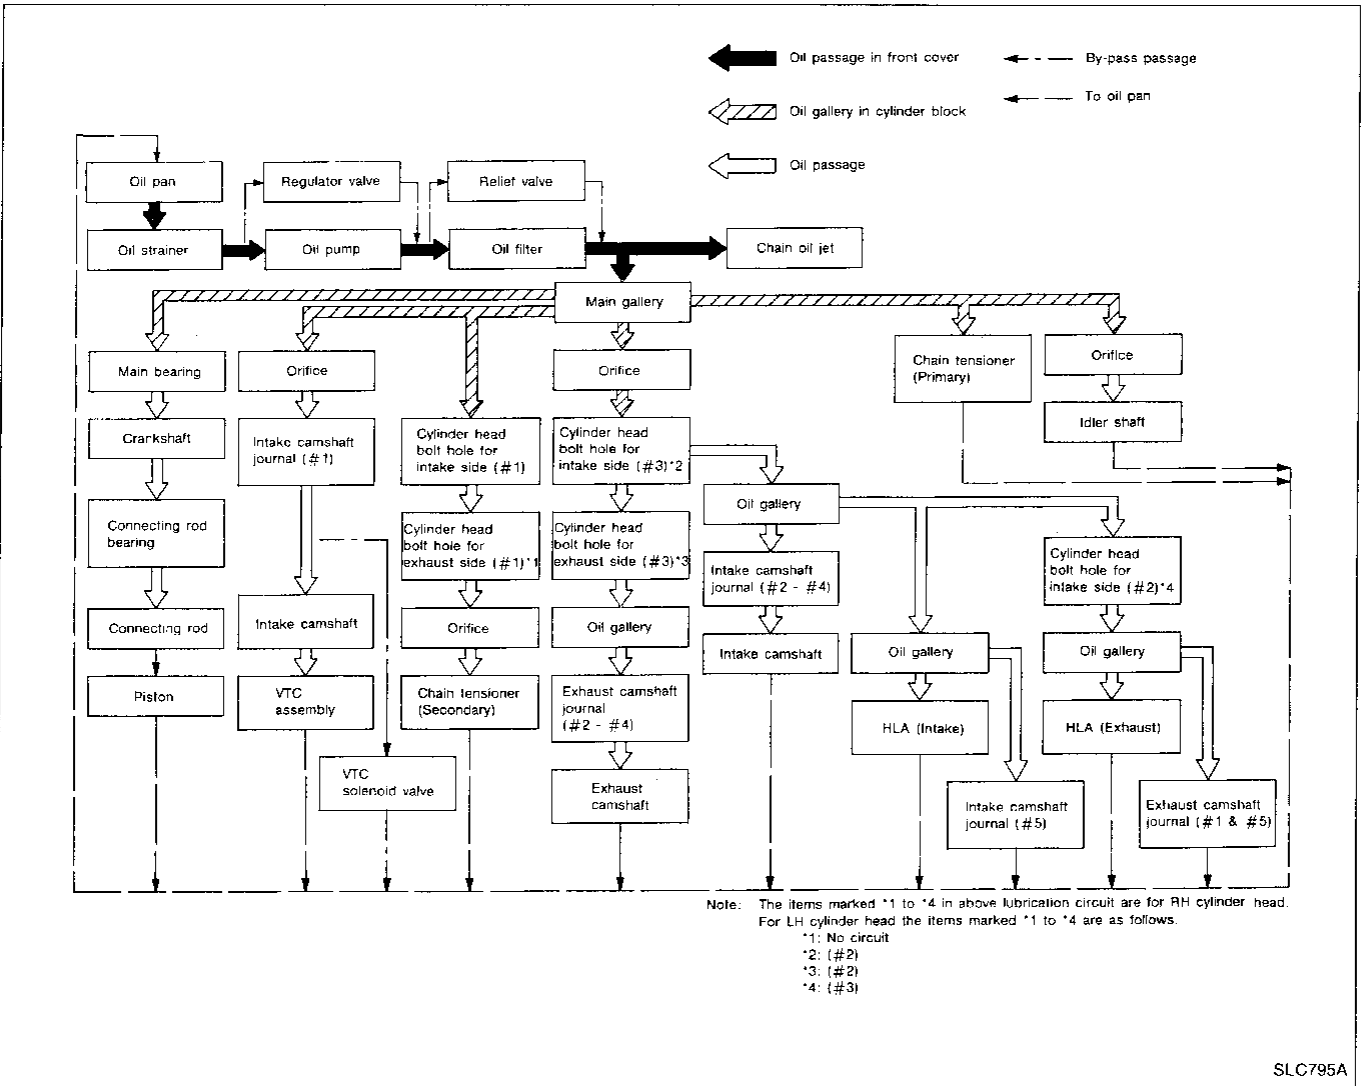 Oil passage in front cover
By-pass passage
To oil pan
Oil gallery in cylinder block
Oil passage
Oil pan
Regulator valve
Relief valve
Oil strainer
Oil pump
Oil filter
Chain oil jet
Main gallery
Main bearing
Orifice
Orifice
Chain tensioner
(Primary)
Orifice
Crankshaft
Intake camshaft
journal (#1)
Cylinder head
bolt hole for
intake side (#1)
Cylinder head
bolt hole for
intake side (#3)*2
Idler shaft
Oil gallery
Connecting rod
bearing
Cylinder head
bolt hole for
exhaust side (#1)*1
Cylinder head
bolt hole for
exhaust side (#3)*3
Intake camshaft
journal (#2 - #4)
Cylinder head
bolt hole for
intake side (#2)*4
Connecting rod
Intake camshaft
Orifice
Oil gallery
Intake camshaft
Oil gallery
Oil gallery
Piston
VTC
assembly
Chain tensioner
(Secondary)
Exhaust camshaft
journal
(#2 - #4)
HLA (Intake)
HLA (Exhaust)
VTC
solenoid valve
Exhaust
camshaft
Intake camshaft
journal (#5)
Exhaust camshaft
journal (#1 & #5)
Note: The items marked *1 to *4 in above lubrication circuit are for RH cylinder head.
For LH cylinder head the items marked *1 to *4 are as follows.
*1: No circuit
*2: (#2)
*3: (#2)
*4: (#3)
SLC795A